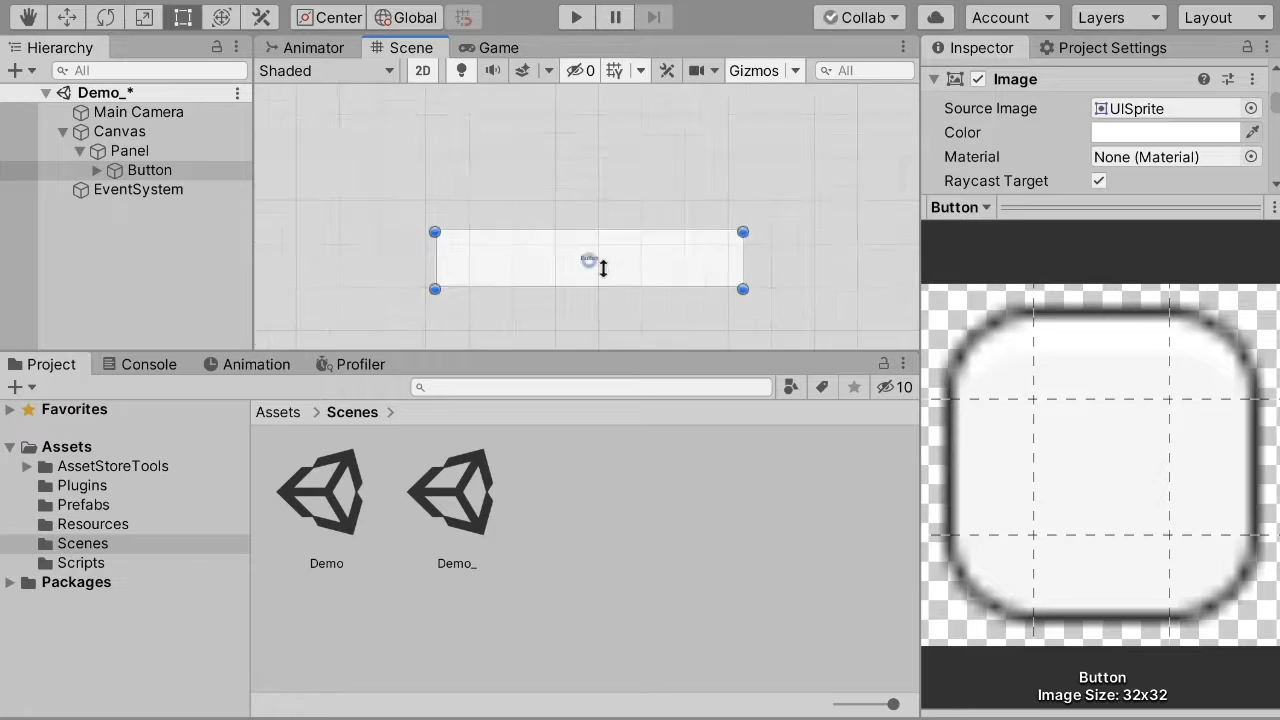 Center Global Collab Account Layers Layout
Hierarchy Animator Scene Game Inspector Project Settings
All Shaded 2D 0 Gizmos All
Demo_*
Main Camera
Canvas
Panel
Button
EventSystem
Button
Image
Source Image UISprite
Color
Material None (Material)
Raycast Target
Button
Project Console Animation Profiler
10
Favorites
Assets
AssetStoreTools
Plugins
Prefabs
Resources
Scenes
Scripts
Packages
Assets > Scenes >
Demo Demo_
Button
Image Size: 32x32